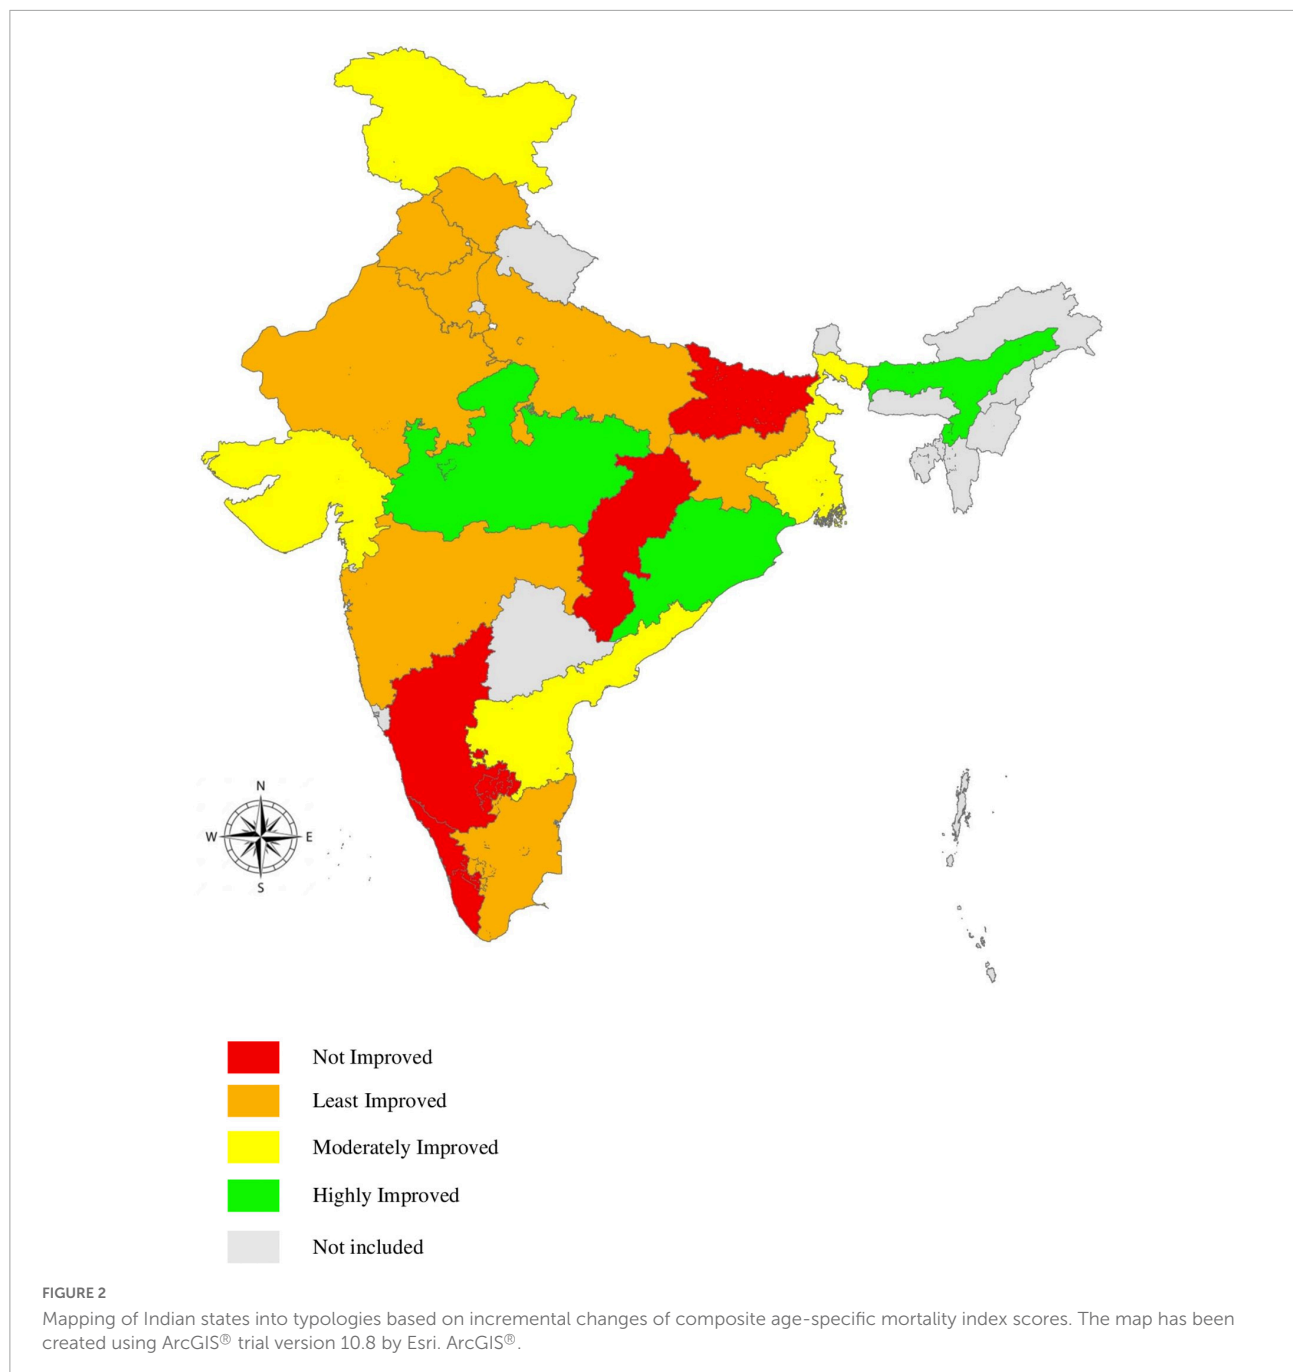 N
W
E
S
Not Improved
Least Improved
Moderately Improved
Highly Improved
Not included
FIGURE 2
Mapping of Indian states into typologies based on incremental changes of composite age-specific mortality index scores. The map has been
created using ArcGIS® trial version 10.8 by Esri. ArcGIS®.